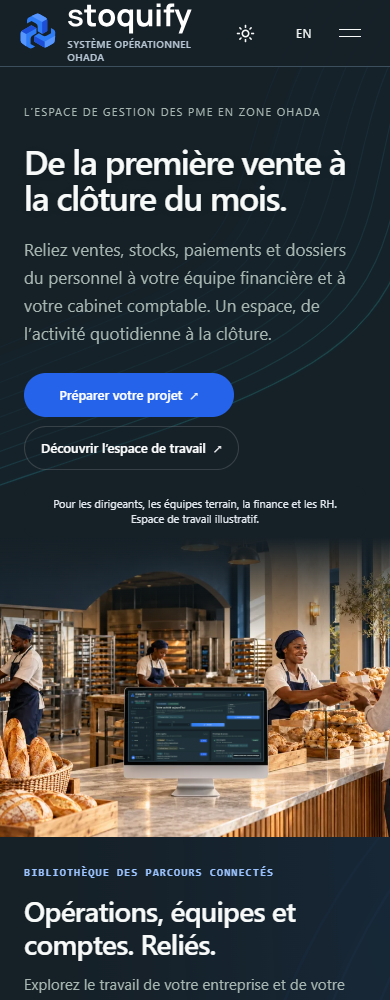 stoquify
SYSTÈME OPÉRATIONNEL
OHADA
EN
L'ESPACE DE GESTION DES PME EN ZONE OHADA
De la première vente à
la clôture du mois.
Reliez ventes, stocks, paiements et dossiers
du personnel à votre équipe financière et à
votre cabinet comptable. Un espace, de
l'activité quotidienne à la clôture.
Préparer votre projet ↗
Découvrir l'espace de travail ↗
Pour les dirigeants, les équipes terrain, la finance et les RH.
Espace de travail illustratif.
BIBLIOTHÈQUE DES PARCOURS CONNECTÉS
Opérations, équipes et
comptes. Reliés.
Explorez le travail de votre entreprise et de votre